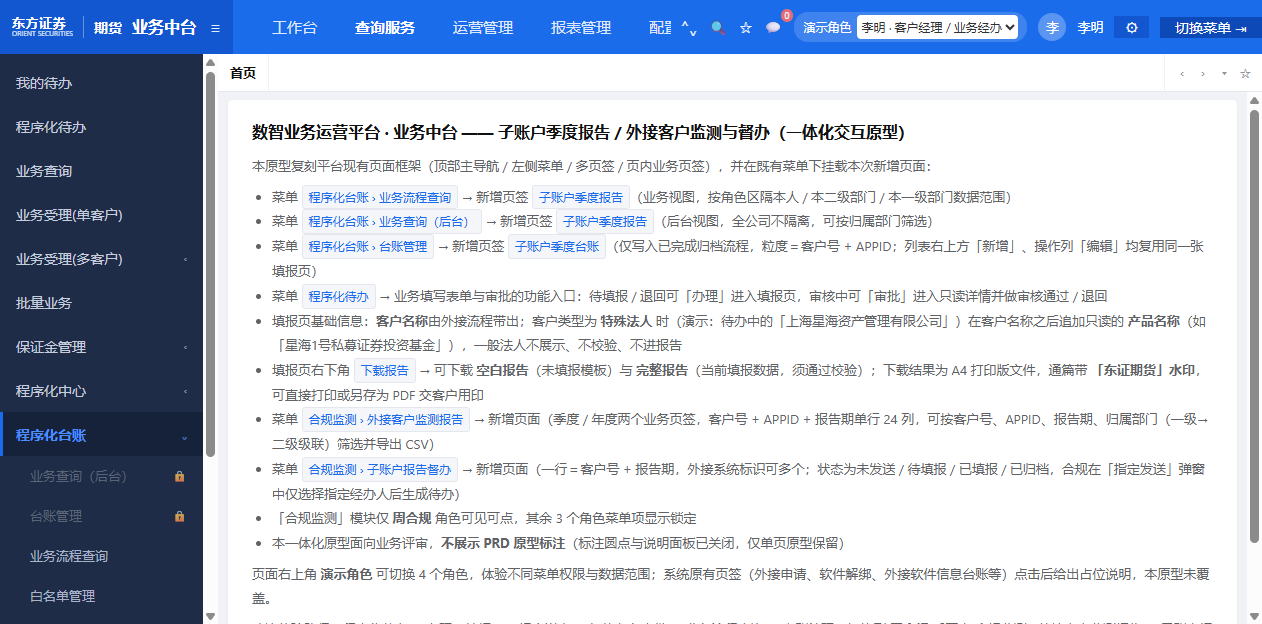 东方证券
ORIENT SECURITIES
期货 业务中台 ≡
工作台 查询服务 运营管理 报表管理 配置
0
演示角色 李明 · 客户经理 / 业务经办
李 李明 切换菜单 ⇥
首页
我的待办
程序化待办
业务查询
业务受理(单客户)
业务受理(多客户)
批量业务
保证金管理
程序化中心
程序化台账
业务查询（后台）
台账管理
业务流程查询
白名单管理
数智业务运营平台 · 业务中台 —— 子账户季度报告 / 外接客户监测与督办（一体化交互原型）
本原型复刻平台现有页面框架（顶部主导航 / 左侧菜单 / 多页签 / 页内业务页签），并在既有菜单下挂载本次新增页面：
• 菜单 程序化台账 › 业务流程查询 → 新增页签 子账户季度报告 （业务视图，按角色区隔本人 / 本二级部门 / 本一级部门数据范围）
• 菜单 程序化台账 › 业务查询（后台） → 新增页签 子账户季度报告 （后台视图，全公司不隔离，可按归属部门筛选）
• 菜单 程序化台账 › 台账管理 → 新增页签 子账户季度台账 （仅写入已完成归档流程，粒度＝客户号 + APPID；列表右上方「新增」、操作列「编辑」均复用同一张
填报页）
• 菜单 程序化待办 → 业务填写表单与审批的功能入口：待填报 / 退回可「办理」进入填报页，审核中可「审批」进入只读详情并做审核通过 / 退回
• 填报页基础信息：客户名称由外接流程带出；客户类型为 特殊法人 时（演示：待办中的「上海星海资产管理有限公司」）在客户名称之后追加只读的 产品名称（如
「星海1号私募证券投资基金」），一般法人不展示、不校验、不进报告
• 填报页右下角 下载报告 → 可下载 空白报告（未填报模板）与 完整报告（当前填报数据，须通过校验）；下载结果为 A4 打印版文件，通篇带 「东证期货」水印，
可直接打印或另存为 PDF 交客户用印
• 菜单 合规监测 › 外接客户监测报告 → 新增页面（季度 / 年度两个业务页签，客户号 + APPID + 报告期单行 24 列，可按客户号、APPID、报告期、归属部门（一级→
二级级联）筛选并导出 CSV）
• 菜单 合规监测 › 子账户报告督办 → 新增页面（一行＝客户号 + 报告期，外接系统标识可多个；状态为未发送 / 待填报 / 已填报 / 已归档，合规在「指定发送」弹窗
中仅选择指定经办人后生成待办）
• 「合规监测」模块仅 周合规 角色可见可点，其余 3 个角色菜单项显示锁定
• 本一体化原型面向业务评审，不展示 PRD 原型标注（标注圆点与说明面板已关闭，仅单页原型保留）
页面右上角 演示角色 可切换 4 个角色，体验不同菜单权限与数据范围；系统原有页签（外接申请、软件解绑、外接软件信息台账等）点击后给出占位说明，本原型未覆
盖。